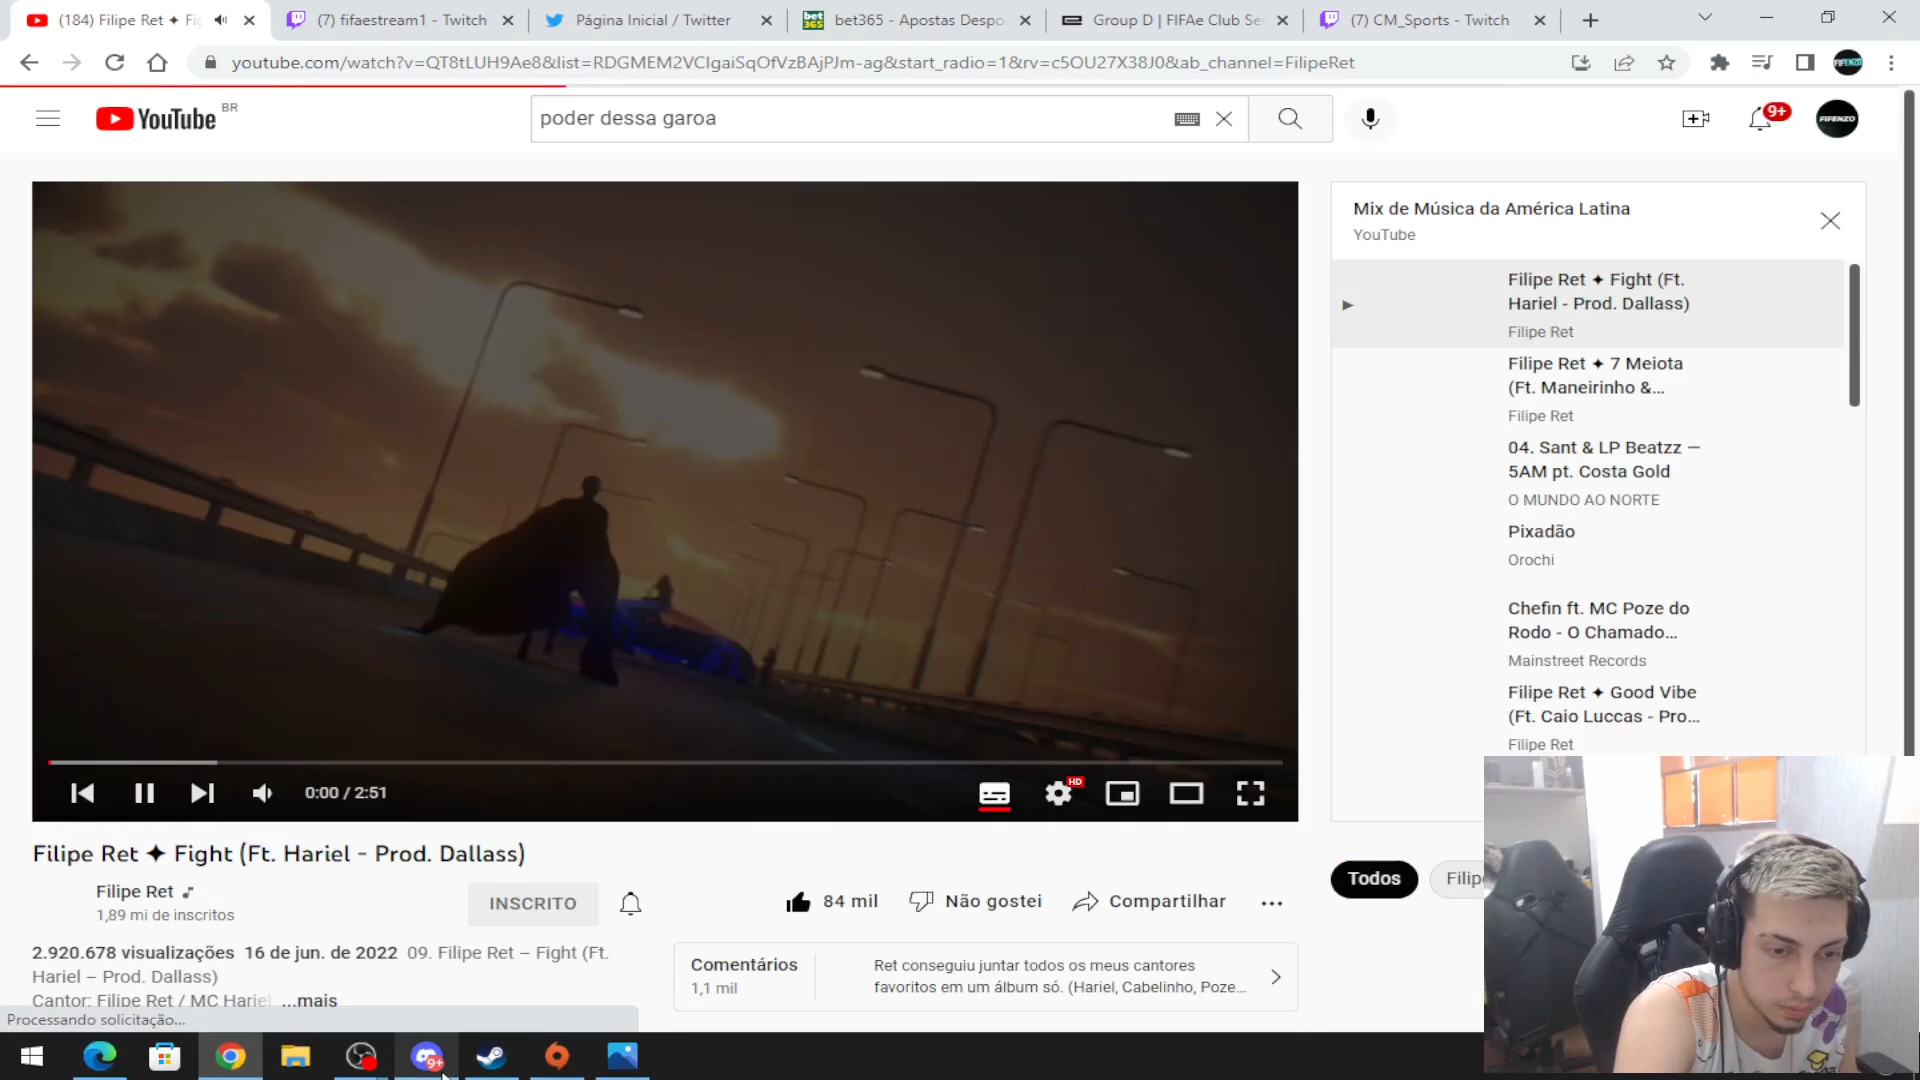 (184) Filipe Ret ✦ Fig
(7) fifaestream1 - Twitch
Página Inicial / Twitter
bet365
bet365 - Apostas Despo
Group D | FIFAe Club Se
(7) CM_Sports - Twitch
youtube.com/watch?v=QT8tLUH9Ae8&list=RDGMEM2VCIgaiSqOfVzBAjPJm-ag&start_radio=1&rv=c5OU27X38J0&ab_channel=FilipeRet
YouTube BR
poder dessa garoa
9+
FIFENZO
Mix de Música da América Latina
YouTube
Filipe Ret ✦ Fight (Ft.
Hariel - Prod. Dallass)
Filipe Ret
Filipe Ret ✦ 7 Meiota
(Ft. Maneirinho &...
Filipe Ret
04. Sant & LP Beatzz —
5AM pt. Costa Gold
O MUNDO AO NORTE
Pixadão
Orochi
Chefin ft. MC Poze do
Rodo - O Chamado...
Mainstreet Records
Filipe Ret ✦ Good Vibe
(Ft. Caio Luccas - Pro...
Filipe Ret
0:00 / 2:51
HD
Filipe Ret ✦ Fight (Ft. Hariel - Prod. Dallass)
Filipe Ret
1,89 mi de inscritos
INSCRITO
84 mil
Não gostei
Compartilhar
Todos
Filip
2.920.678 visualizações 16 de jun. de 2022 09. Filipe Ret – Fight (Ft.
Hariel – Prod. Dallass)
Cantor: Filipe Ret / MC Hariel ...mais
Comentários
1,1 mil
Ret conseguiu juntar todos os meus cantores
favoritos em um álbum só. (Hariel, Cabelinho, Poze...
Processando solicitação...
9+